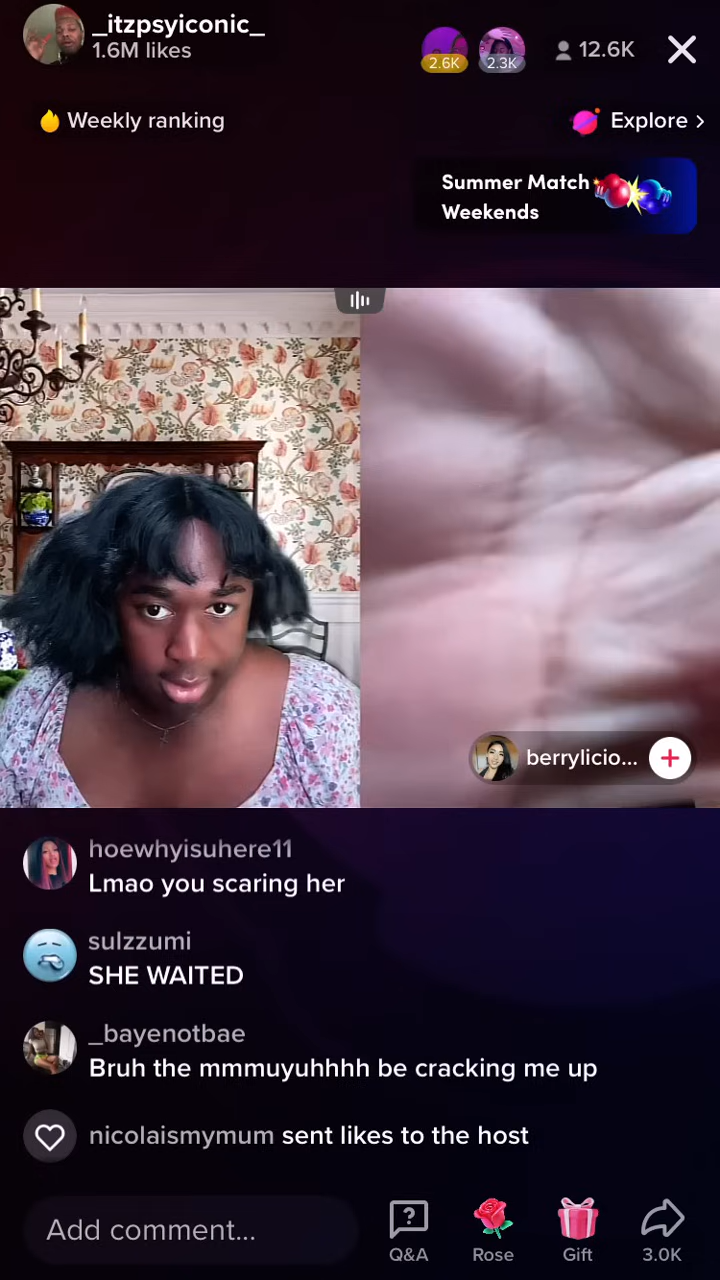 _itzpsyiconic_
1.6M likes
2.6K
2.3K
12.6K
Weekly ranking
Explore >
Summer Match
Weekends
berrylicio...
hoewhyisuhere11
Lmao you scaring her
sulzzumi
SHE WAITED
_bayenotbae
Bruh the mmmuyuhhhh be cracking me up
nicolaismymum sent likes to the host
Add comment...
Q&A
Rose
Gift
3.0K